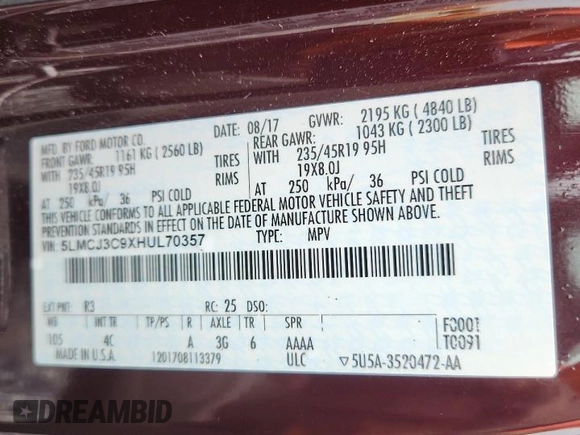 MFD. BY FORD MOTOR CO.
DATE: 08/17 GVWR: 2195 KG ( 4840 LB)
FRONT GAWR: 1161 KG ( 2560 LB) REAR GAWR: 1043 KG ( 2300 LB)
WITH 235/45R19 95H TIRES WITH 235/45R19 95H TIRES
19X8.0J RIMS 19X8.0J RIMS
AT 250 kPa/ 36 PSI COLD AT 250 kPa/ 36 PSI COLD
THIS VEHICLE CONFORMS TO ALL APPLICABLE FEDERAL MOTOR VEHICLE SAFETY AND THEFT
PREVENTION STANDARDS IN EFFECT ON THE DATE OF MANUFACTURE SHOWN ABOVE.
VIN: 5LMCJ3C9XHUL70357 TYPE: MPV
EXT PNT: R3 RC: 25 DSO:
WB INT TR TP/PS R AXLE TR SPR
105 4C A 3G 6 AAAA
F0001
T0091
MADE IN U.S.A. 1201708113379 ULC ▽5U5A-3520472-AA
DREAMBID